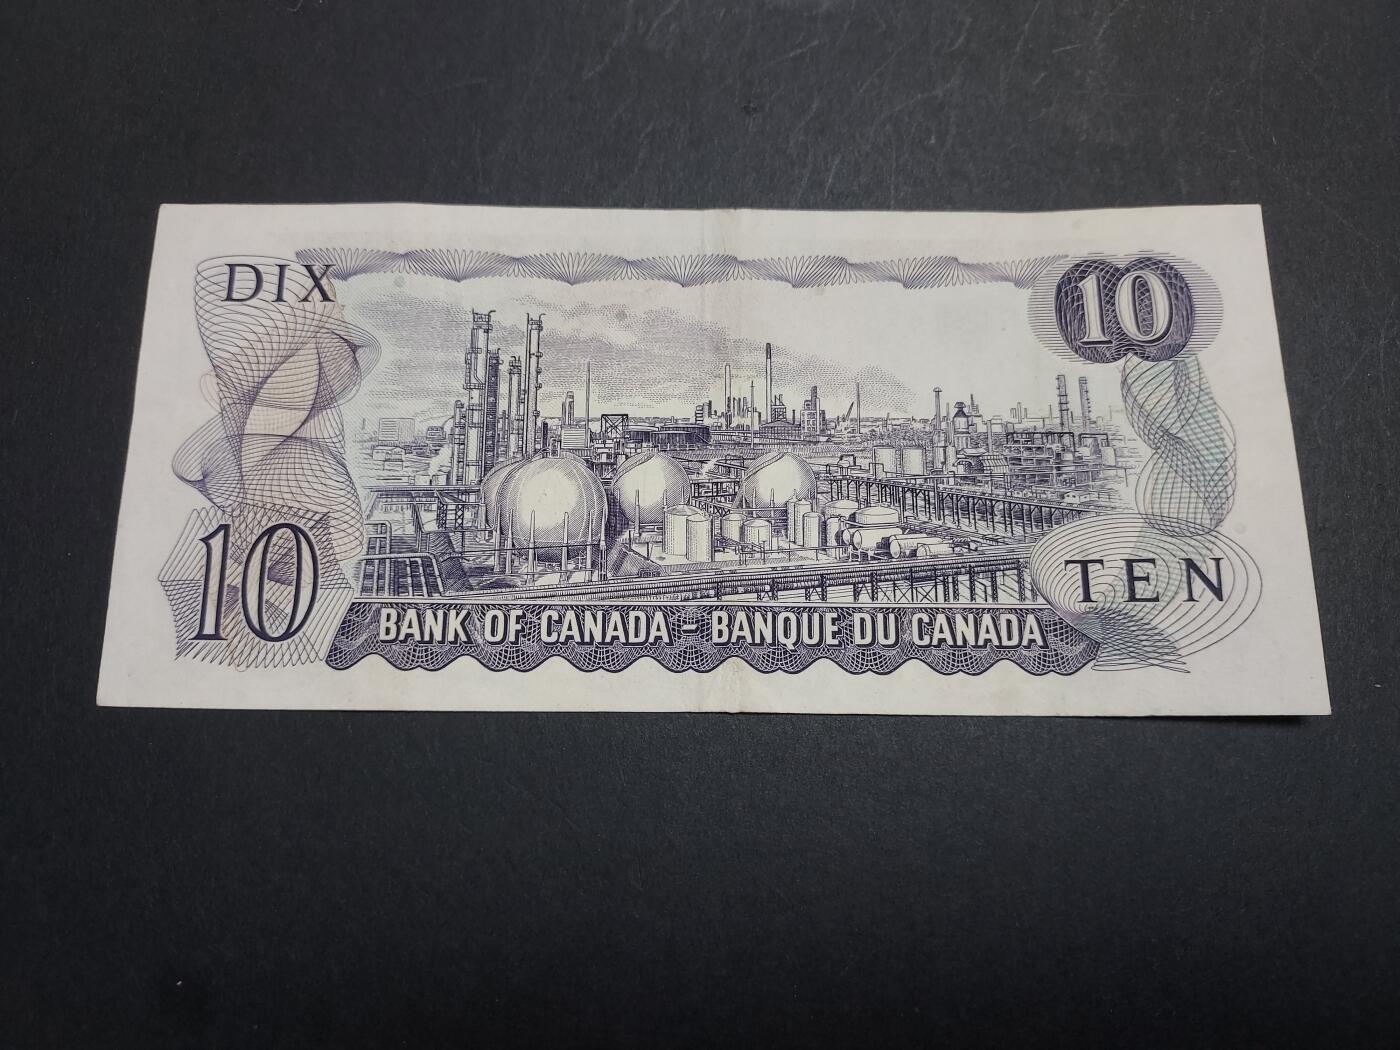 DIX
10
10
TEN
BANK OF CANADA - BANQUE DU CANADA